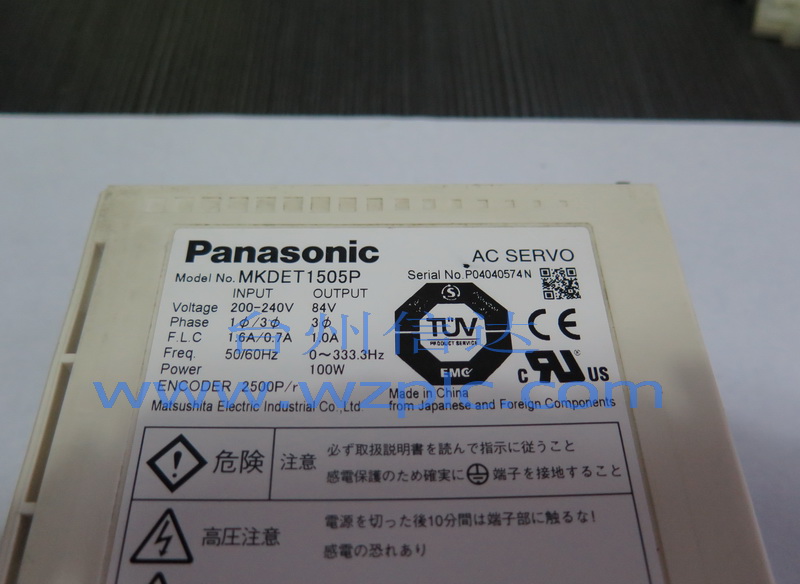 Panasonic AC SERVO
Model No. MKDET1505P Serial No. P04040574N
INPUT OUTPUT
Voltage 200-240V 84V
Phase 1ϕ/3ϕ 3ϕ
F.L.C 1.6A/0.7A 1.0A
Freq. 50/60Hz 0～333.3Hz
Power 100W
ENCODER 2500P/r
Matsushita Electric Industrial Co.,Ltd
S
TÜV
PRODUCT SERVICE
EMC
CE
C UR US
Made in China
from Japanese and Foreign Components
台州信达
www.wzplc.com
危険 注意 必ず取扱説明書を読んで指示に従うこと
感電保護のため確実に端子を接地すること
高圧注意 電源を切った後10分間は端子部に触るな!
感電の恐れあり